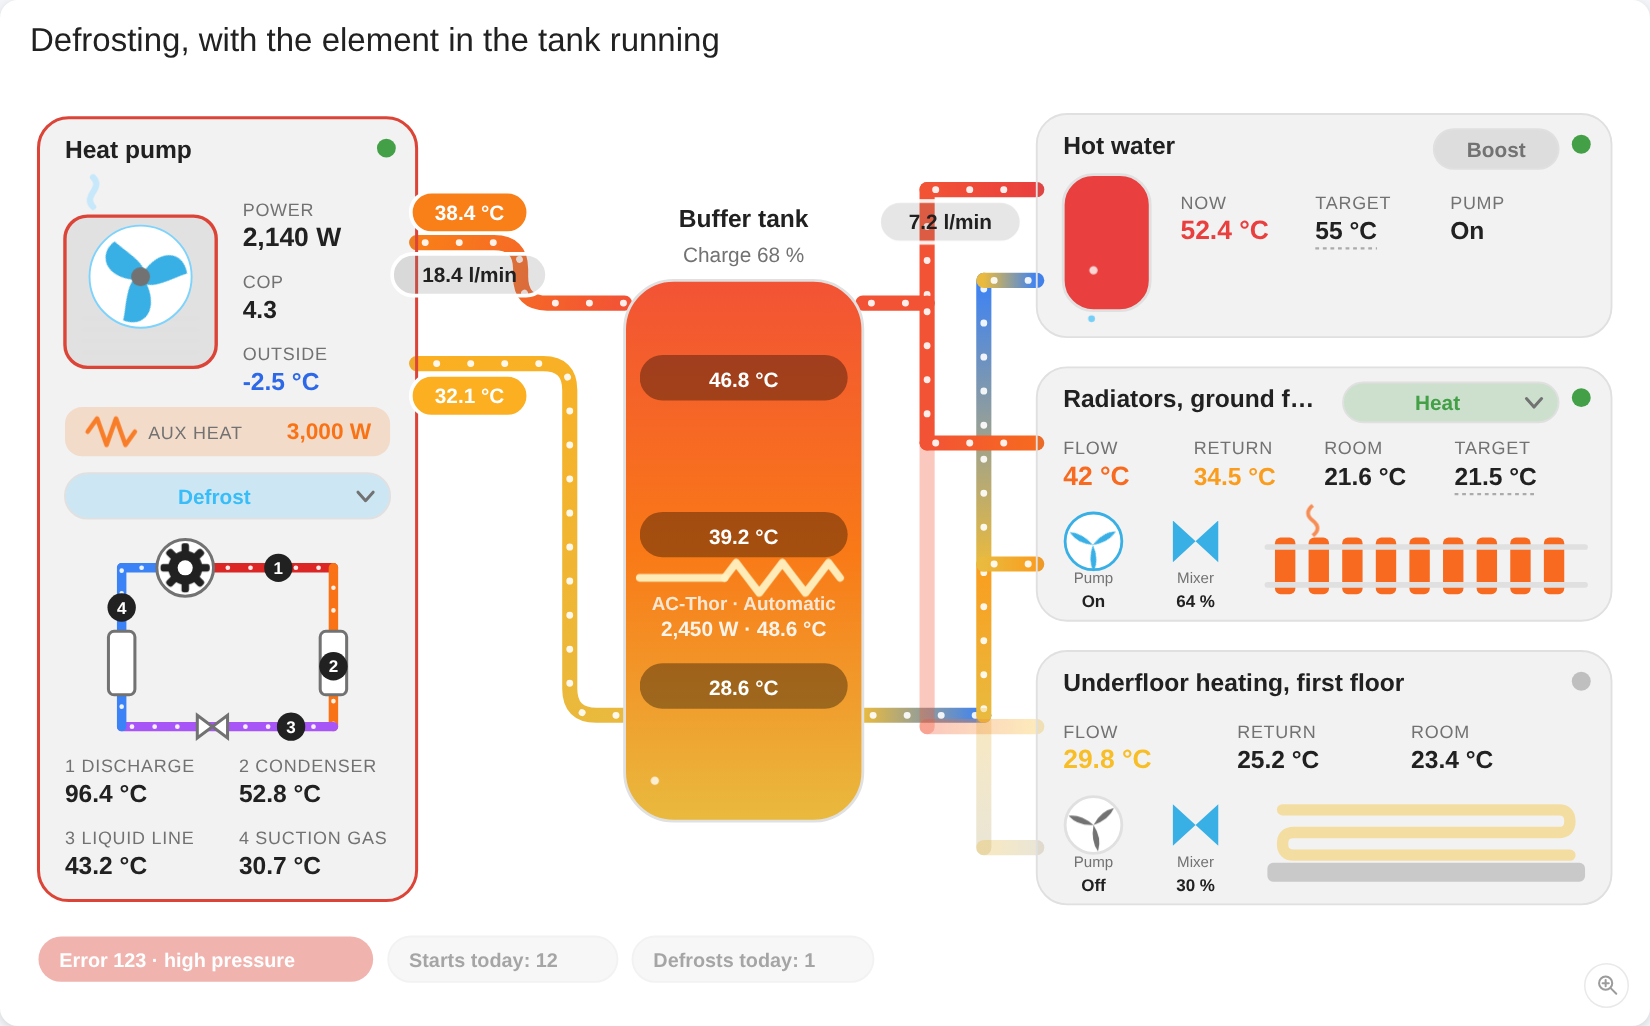 Defrosting, with the element in the tank running
Heat pump
POWER
2,140 W
COP
4.3
OUTSIDE
-2.5 °C
AUX HEAT 3,000 W
Defrost
1
2
3
4
1 DISCHARGE 2 CONDENSER
96.4 °C 52.8 °C
3 LIQUID LINE 4 SUCTION GAS
43.2 °C 30.7 °C
38.4 °C
18.4 l/min
32.1 °C
Buffer tank
Charge 68 %
46.8 °C
39.2 °C
AC-Thor · Automatic
2,450 W · 48.6 °C
28.6 °C
7.2 l/min
Hot water
Boost
NOW TARGET PUMP
52.4 °C 55 °C On
Radiators, ground f…
Heat
FLOW RETURN ROOM TARGET
42 °C 34.5 °C 21.6 °C 21.5 °C
Pump Mixer
On 64 %
Underfloor heating, first floor
FLOW RETURN ROOM
29.8 °C 25.2 °C 23.4 °C
Pump Mixer
Off 30 %
Error 123 · high pressure
Starts today: 12
Defrosts today: 1